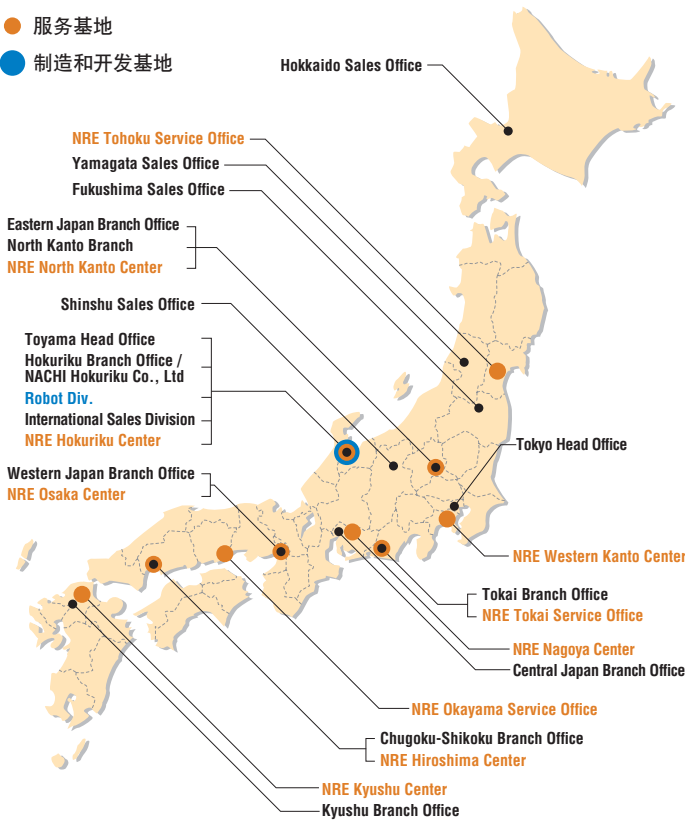 服务基地
制造和开发基地
Hokkaido Sales Office
NRE Tohoku Service Office
Yamagata Sales Office
Fukushima Sales Office
Eastern Japan Branch Office
North Kanto Branch
NRE North Kanto Center
Shinshu Sales Office
Toyama Head Office
Hokuriku Branch Office /
NACHI Hokuriku Co., Ltd
Robot Div.
International Sales Division
NRE Hokuriku Center
Tokyo Head Office
Western Japan Branch Office
NRE Osaka Center
NRE Western Kanto Center
Tokai Branch Office
NRE Tokai Service Office
NRE Nagoya Center
Central Japan Branch Office
NRE Okayama Service Office
Chugoku-Shikoku Branch Office
NRE Hiroshima Center
NRE Kyushu Center
Kyushu Branch Office